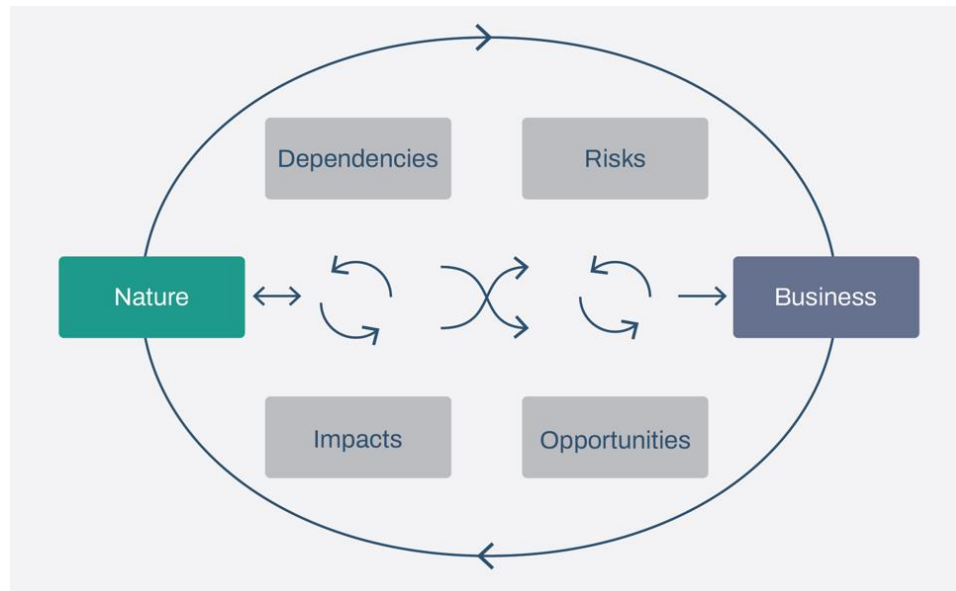 Dependencies
Risks
Nature
Business
Impacts
Opportunities